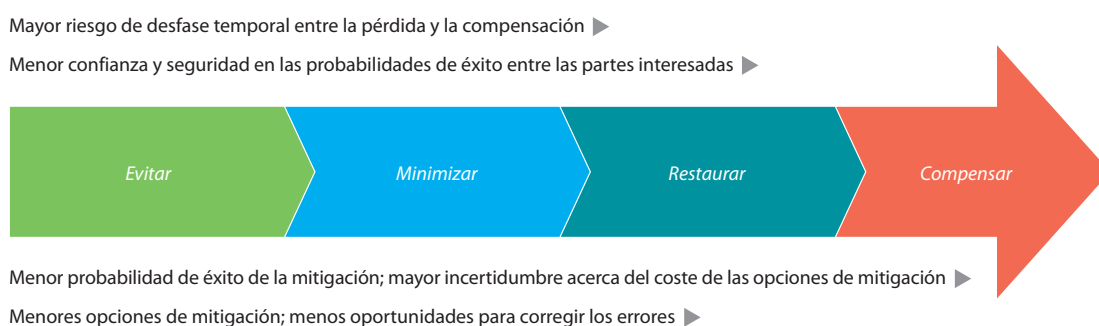 Mayor riesgo de desfase temporal entre la pérdida y la compensación
Menor confianza y seguridad en las probabilidades de éxito entre las partes interesadas
Evitar
Minimizar
Restaurar
Compensar
Menor probabilidad de éxito de la mitigación; mayor incertidumbre acerca del coste de las opciones de mitigación
Menores opciones de mitigación; menos oportunidades para corregir los errores